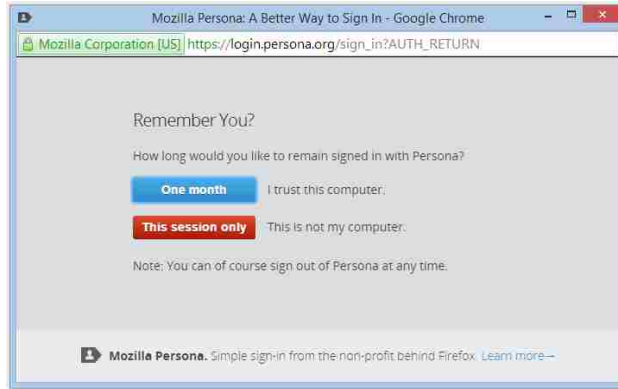 Mozilla Persona: A Better Way to Sign In - Google Chrome
Mozilla Corporation [US] https://login.persona.org/sign_in?AUTH_RETURN
Remember You?
How long would you like to remain signed in with Persona?
One month I trust this computer.
This session only This is not my computer.
Note: You can of course sign out of Persona at any time.
Mozilla Persona. Simple sign-in from the non-profit behind Firefox. Learn more→